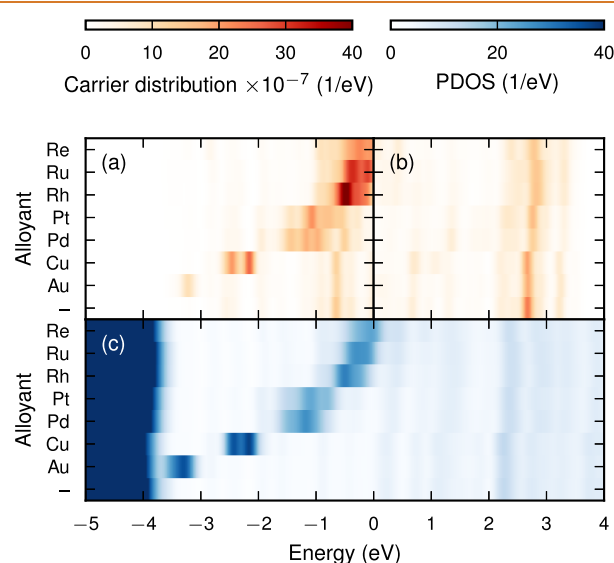 0 10 20 30 40 0 20 40
Carrier distribution ×10⁻⁷ (1/eV) PDOS (1/eV)
Alloyant
Re
Ru
Rh
Pt
Pd
Cu
Au
–
(a) (b)
Alloyant
Re
Ru
Rh
Pt
Pd
Cu
Au
–
(c)
−5 −4 −3 −2 −1 0 1 2 3 4
Energy (eV)